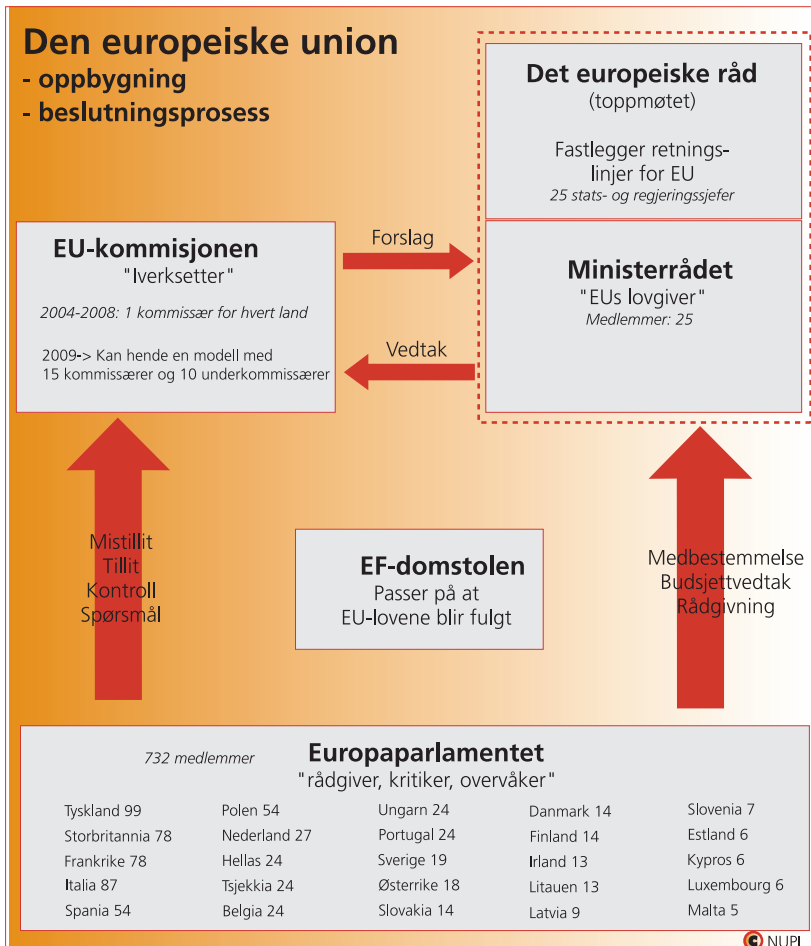 Den europeiske union
- oppbygning
- beslutningsprosess
Det europeiske råd
(toppmøtet)
Fastlegger retnings-
linjer for EU
25 stats- og regjeringssjefer
EU-kommisjonen
"Iverksetter"
2004-2008: 1 kommissær for hvert land
2009-> Kan hende en modell med
15 kommissærer og 10 underkommissærer
Forslag
Vedtak
Ministerrådet
"EUs lovgiver"
Medlemmer: 25
Mistillit
Tillit
Kontroll
Spørsmål
EF-domstolen
Passer på at
EU-lovene blir fulgt
Medbestemmelse
Budsjettvedtak
Rådgivning
732 medlemmer
Europaparlamentet
"rådgiver, kritiker, overvåker"
Tyskland 99
Storbritannia 78
Frankrike 78
Italia 87
Spania 54
Polen 54
Nederland 27
Hellas 24
Tsjekkia 24
Belgia 24
Ungarn 24
Portugal 24
Sverige 19
Østerrike 18
Slovakia 14
Danmark 14
Finland 14
Irland 13
Litauen 13
Latvia 9
Slovenia 7
Estland 6
Kypros 6
Luxembourg 6
Malta 5
© NUPI